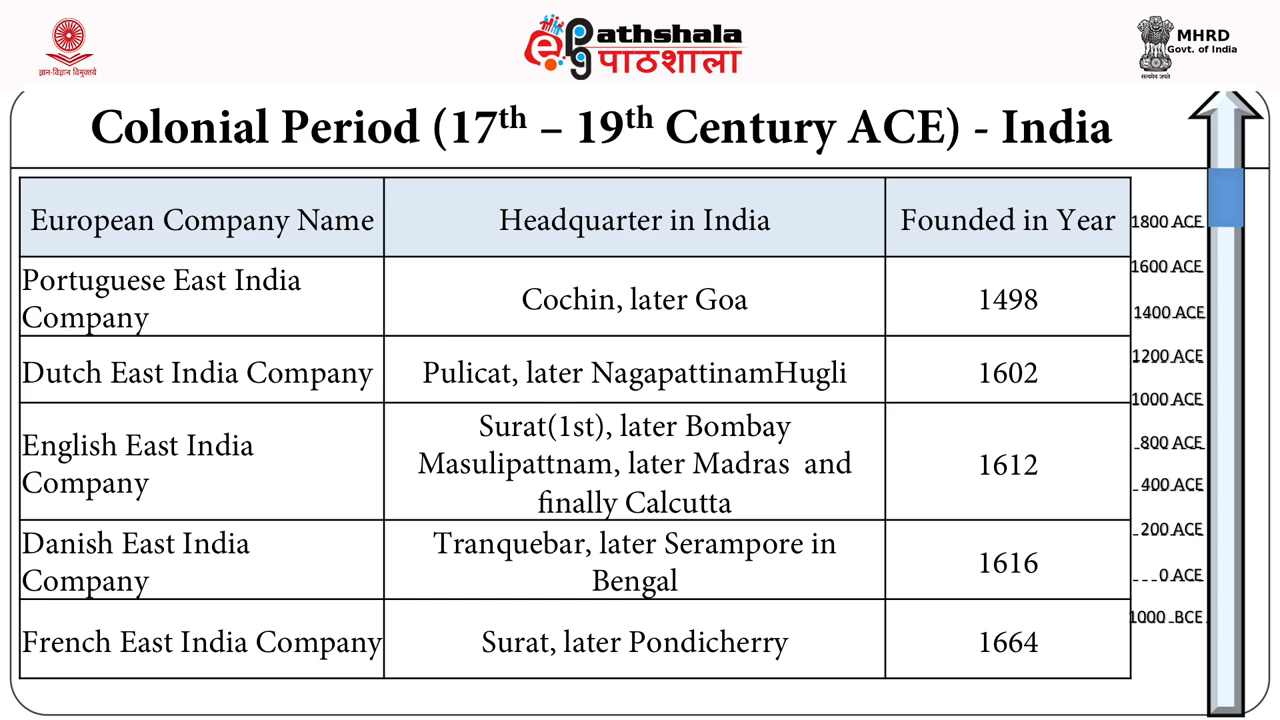 ज्ञान-विज्ञान विमुक्तये
ePathshala
पाठशाला
MHRD
Govt. of India
सत्यमेव जयते
Colonial Period (17th – 19th Century ACE) - India
European Company Name
Headquarter in India
Founded in Year
Portuguese East India
Company
Cochin, later Goa
1498
Dutch East India Company
Pulicat, later NagapattinamHugli
1602
English East India
Company
Surat(1st), later Bombay
Masulipattnam, later Madras and
finally Calcutta
1612
Danish East India
Company
Tranquebar, later Serampore in
Bengal
1616
French East India Company
Surat, later Pondicherry
1664
1800 ACE
1600 ACE
1400 ACE
1200 ACE
1000 ACE
800 ACE
400 ACE
200 ACE
0 ACE
1000 BCE